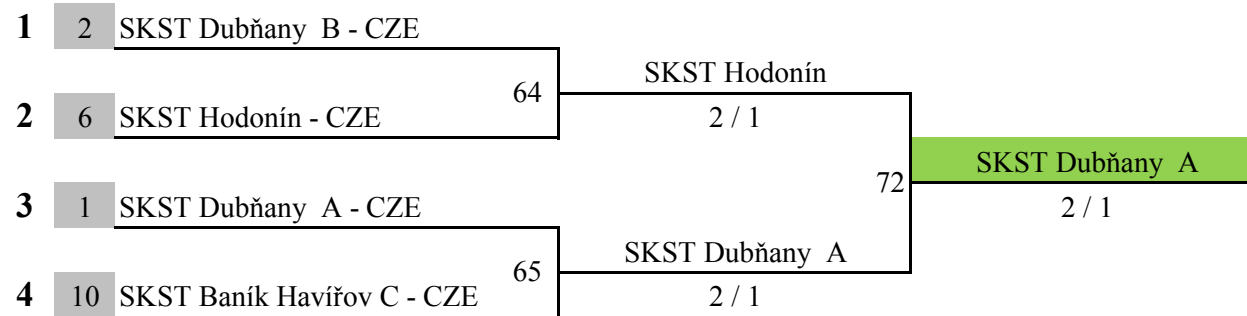 1 2 SKST Dubňany B - CZE
SKST Hodonín
64
2 / 1
2 6 SKST Hodonín - CZE
SKST Dubňany A
72
2 / 1
3 1 SKST Dubňany A - CZE
SKST Dubňany A
65
2 / 1
4 10 SKST Baník Havířov C - CZE